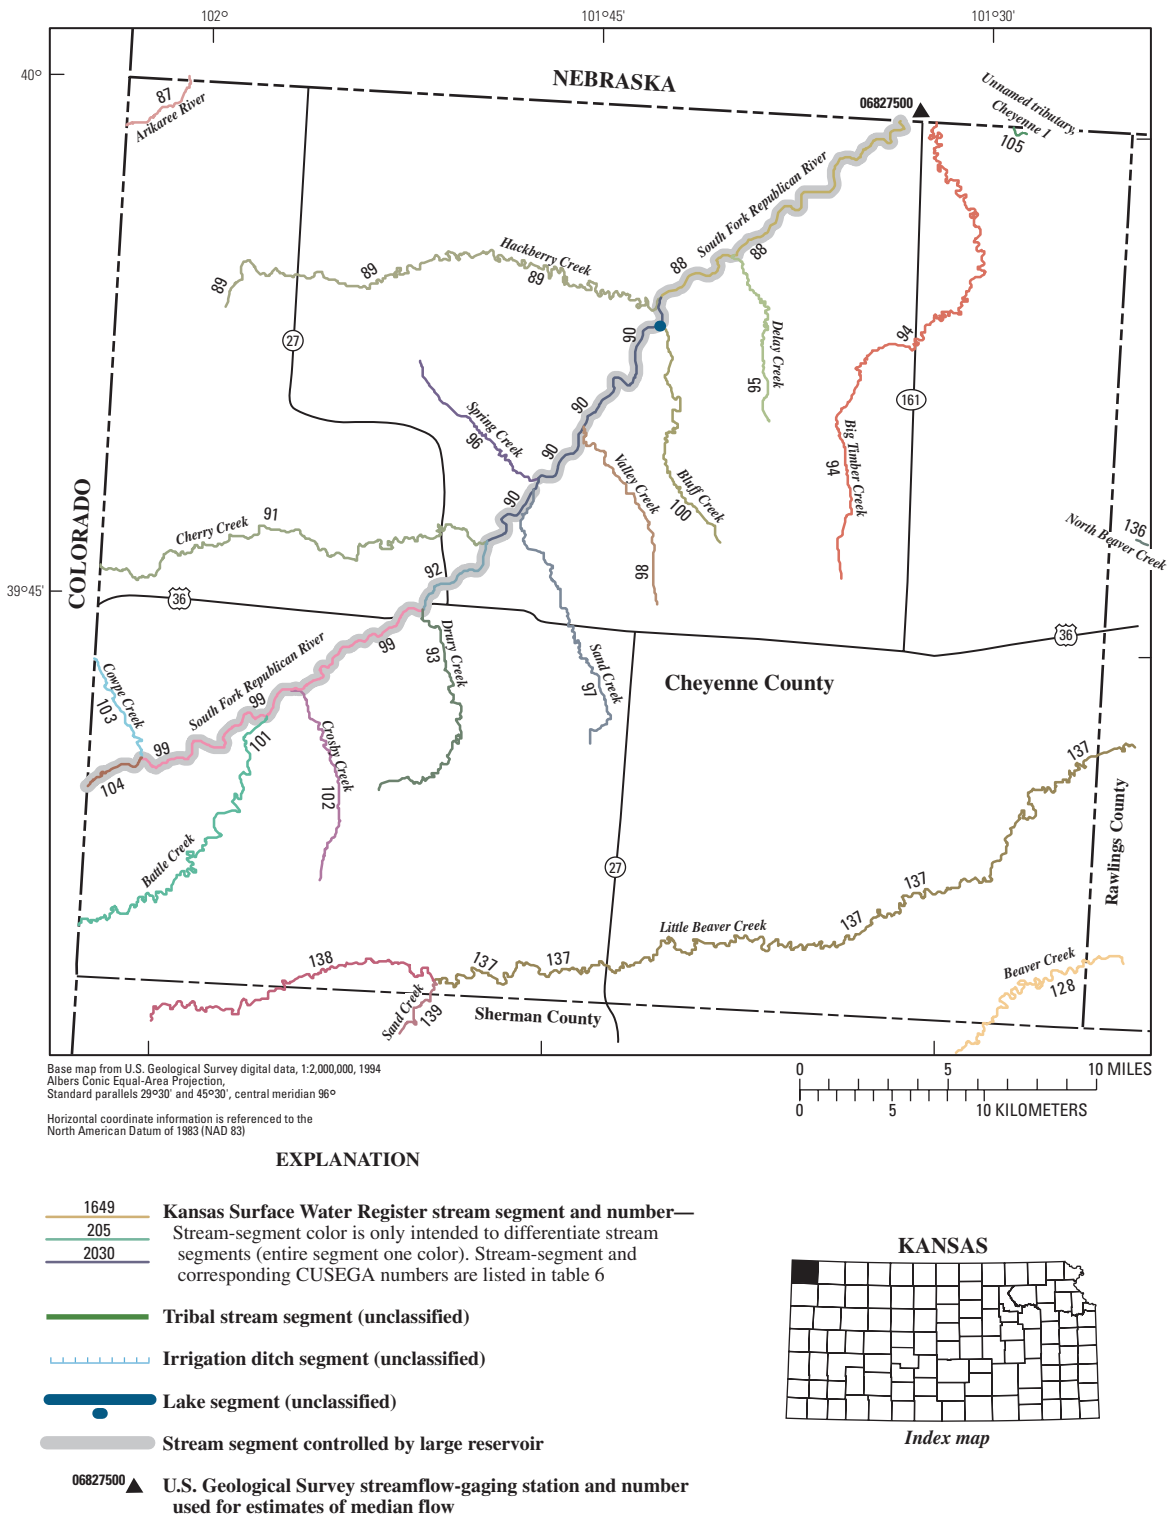 102°
101°45'
101°30'
40°
NEBRASKA
06827500
Unnamed tributary,
Cheyenne 1
105
87
Arikaree River
South Fork Republican River
88
88
Hackberry Creek
89
89
89
27
90
Delay Creek
95
94
161
90
Spring Creek
96
90
Valley Creek
Bluff Creek
100
Big Timber Creek
94
COLORADO
90
Cherry Creek
91
136
North Beaver Creek
92
98
39°45'
36
36
Drury Creek
93
99
South Fork Republican River
Sand Creek
97
Cheyenne County
Cowpe Creek
103
99
101
99
104
Crosby Creek
102
137
Rawlings County
Battle Creek
27
137
137
Little Beaver Creek
138
137
137
Beaver Creek
128
Sand Creek
139
Sherman County
Base map from U.S. Geological Survey digital data, 1:2,000,000, 1994
Albers Conic Equal-Area Projection,
Standard parallels 29°30' and 45°30', central meridian 96°
Horizontal coordinate information is referenced to the
North American Datum of 1983 (NAD 83)
0 5 10 MILES
0 5 10 KILOMETERS
EXPLANATION
1649
205
2030
Kansas Surface Water Register stream segment and number—
Stream-segment color is only intended to differentiate stream
segments (entire segment one color). Stream-segment and
corresponding CUSEGA numbers are listed in table 6
Tribal stream segment (unclassified)
Irrigation ditch segment (unclassified)
Lake segment (unclassified)
Stream segment controlled by large reservoir
06827500
U.S. Geological Survey streamflow-gaging station and number
used for estimates of median flow
KANSAS
Index map